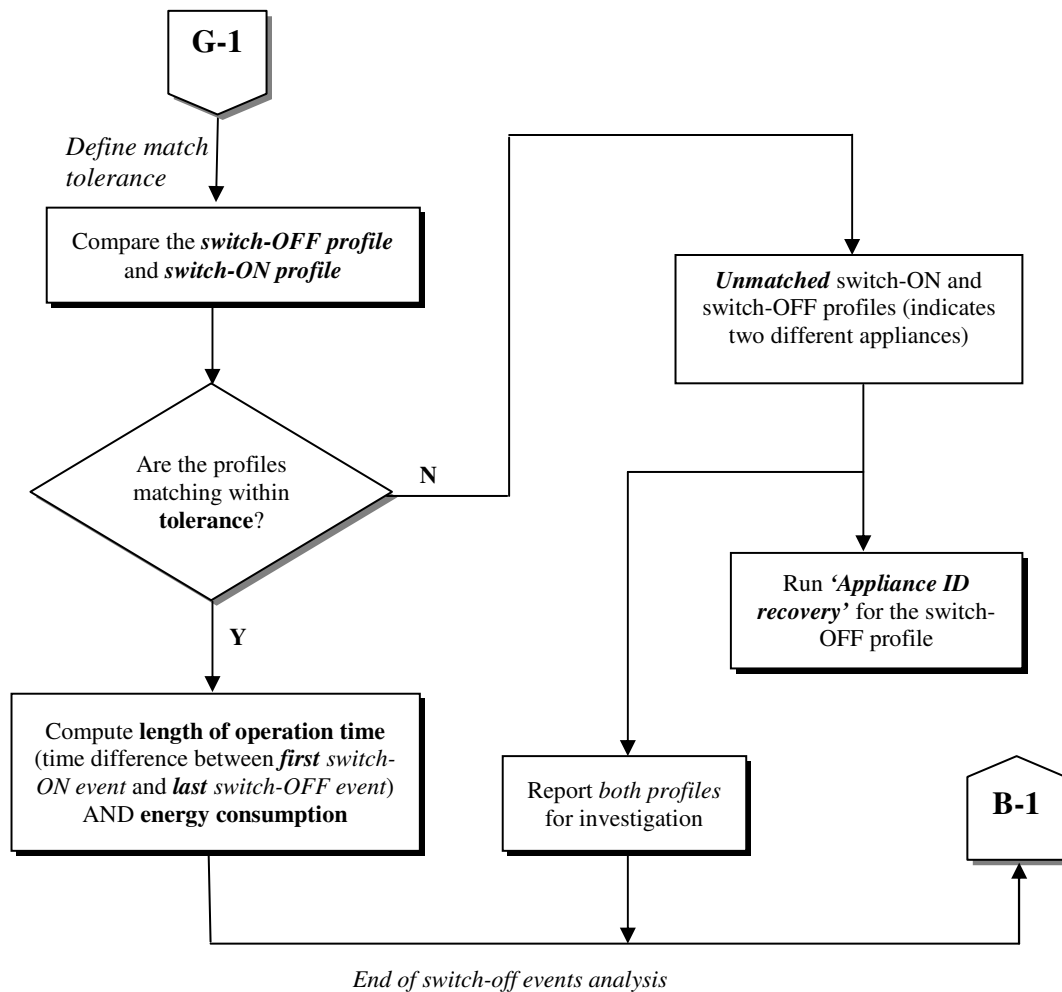 G-1
Define match
tolerance
Compare the switch-OFF profile
and switch-ON profile
Are the profiles
matching within
tolerance?
N
Y
Compute length of operation time
(time difference between first switch-
ON event and last switch-OFF event)
AND energy consumption
Unmatched switch-ON and
switch-OFF profiles (indicates
two different appliances)
Run ‘Appliance ID
recovery’ for the switch-
OFF profile
Report both profiles
for investigation
B-1
End of switch-off events analysis